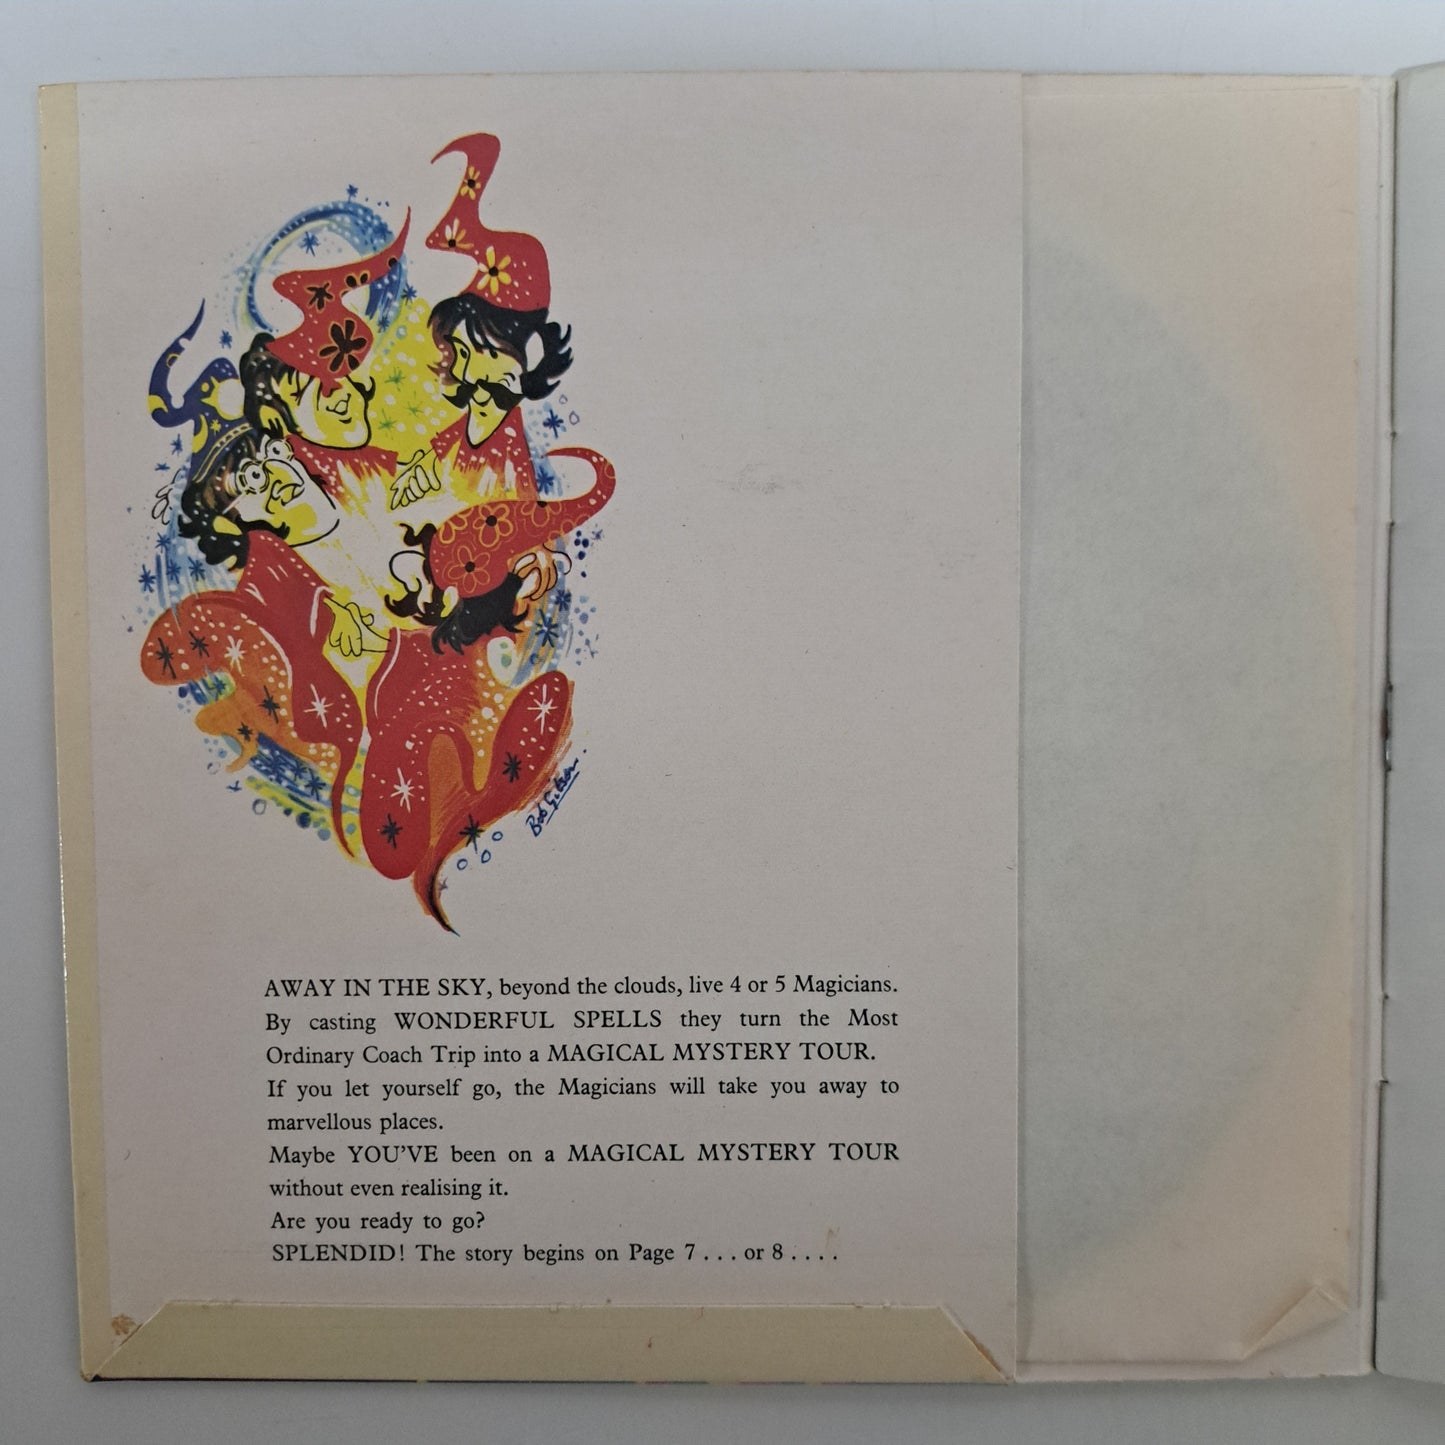 Bob Gibson.
AWAY IN THE SKY, beyond the clouds, live 4 or 5 Magicians.
By casting WONDERFUL SPELLS they turn the Most
Ordinary Coach Trip into a MAGICAL MYSTERY TOUR.
If you let yourself go, the Magicians will take you away to
marvellous places.
Maybe YOU'VE been on a MAGICAL MYSTERY TOUR
without even realising it.
Are you ready to go?
SPLENDID! The story begins on Page 7 . . . or 8 . . . .